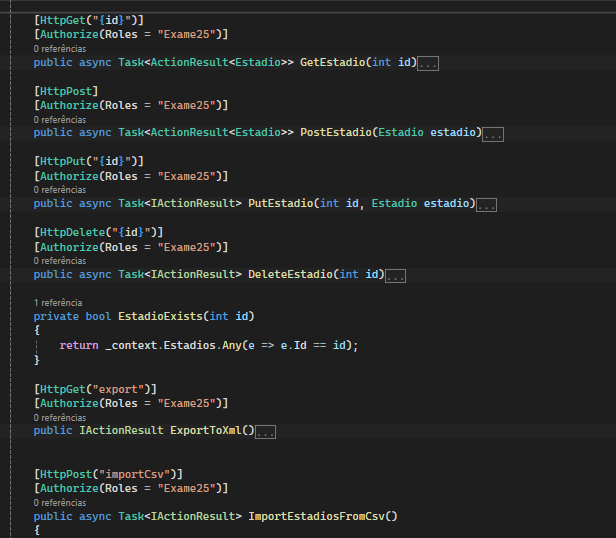 [HttpGet("{id}")]
[Authorize(Roles = "Exame25")]
0 referências
public async Task<ActionResult<Estadio>> GetEstadio(int id)...
[HttpPost]
[Authorize(Roles = "Exame25")]
0 referências
public async Task<ActionResult<Estadio>> PostEstadio(Estadio estadio)...
[HttpPut("{id}")]
[Authorize(Roles = "Exame25")]
0 referências
public async Task<IActionResult> PutEstadio(int id, Estadio estadio)...
[HttpDelete("{id}")]
[Authorize(Roles = "Exame25")]
0 referências
public async Task<IActionResult> DeleteEstadio(int id)...
1 referência
private bool EstadioExists(int id)
{
return _context.Estadios.Any(e => e.Id == id);
}
[HttpGet("export")]
[Authorize(Roles = "Exame25")]
0 referências
public IActionResult ExportToXml()...
[HttpPost("importCsv")]
[Authorize(Roles = "Exame25")]
0 referências
public async Task<IActionResult> ImportEstadiosFromCsv()
{